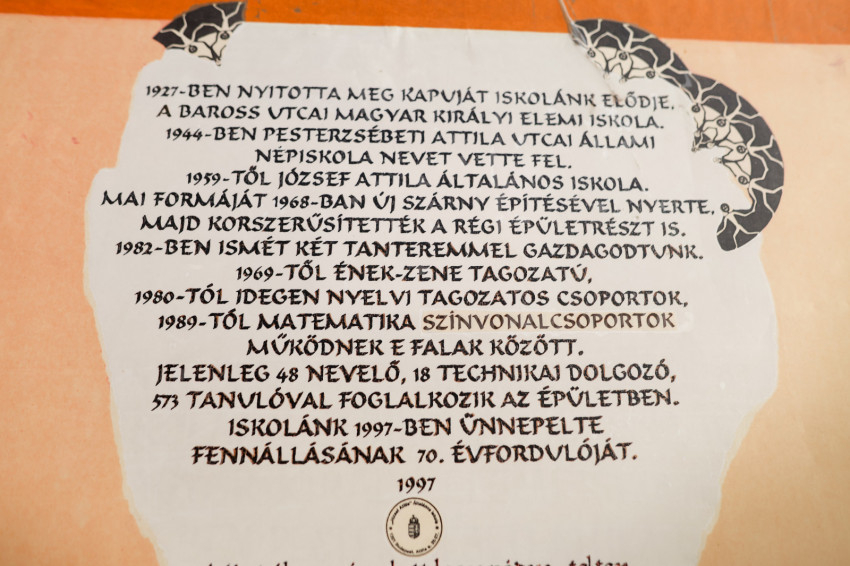 1927-BEN NYITOTTA MEG KAPUJÁT ISKOLÁNK ELŐDJE,
A BAROSS UTCAI MAGYAR KIRÁLYI ELEMI ISKOLA.
1944-BEN PESTERZSÉBETI ATTILA UTCAI ÁLLAMI
NÉPISKOLA NEVET VETTE FEL.
1959-TŐL JÓZSEF ATTILA ÁLTALÁNOS ISKOLA.
MAI FORMÁJÁT 1968-BAN ÚJ SZÁRNY ÉPÍTÉSÉVEL NYERTE,
MAJD KORSZERŰSÍTETTÉK A RÉGI ÉPÜLETRÉSZT IS.
1982-BEN ISMÉT KÉT TANTEREMMEL GAZDAGODTUNK.
1969-TŐL ÉNEK-ZENE TAGOZATÚ,
1980-TÓL IDEGEN NYELVI TAGOZATOS CSOPORTOK,
1989-TÓL MATEMATIKA SZÍNVONALCSOPORTOK
MŰKÖDNEK E FALAK KÖZÖTT.
JELENLEG 48 NEVELŐ, 18 TECHNIKAI DOLGOZÓ,
573 TANULÓVAL FOGLALKOZIK AZ ÉPÜLETBEN.
ISKOLÁNK 1997-BEN ÜNNEPELTE
FENNÁLLÁSÁNAK 70. ÉVFORDULÓJÁT.
1997